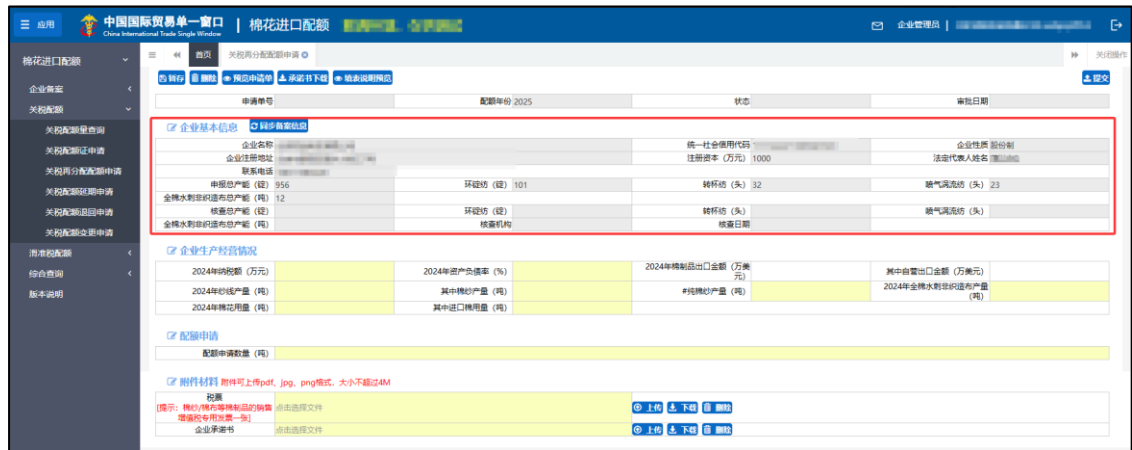 应用 中国国际贸易单一窗口 | 棉花进口配额 企业管理员 |
China International Trade Single Window
棉花进口配额 首页 关税再分配配额申请 关闭操作
暂存 删除 预览申请单 承诺书下载 填表说明预览 提交
企业备案
关税配额
关税配额量查询
关税配额证申请
关税再分配配额申请
关税配额延期申请
关税配额退回申请
关税配额变更申请
滑准税配额
综合查询
版本说明
申请单号 配额年份 2025 状态 审批日期
企业基本信息 同步备案信息
企业名称 统一社会信用代码 企业性质 股份制
企业注册地址 注册资本（万元） 1000 法定代表人姓名
联系电话
申报总产能（锭） 956 环锭纺（锭） 101 转杯纺（头） 32 喷气涡流纺（头） 23
全棉水刺非织造布总产能（吨） 12
核查总产能（锭） 环锭纺（锭） 转杯纺（头） 喷气涡流纺（头）
全棉水刺非织造布总产能（吨） 核查机构 核查日期
企业生产经营情况
2024年纳税额（万元） 2024年资产负债率（%） 2024年棉制品出口金额（万美元） 其中自营出口金额（万美元）
2024年纱线产量（吨） 其中棉纱产量（吨） #纯棉纱产量（吨） 2024年全棉水刺非织造布产量（吨）
2024年棉花用量（吨） 其中进口棉用量（吨）
配额申请
配额申请数量（吨）
附件材料 附件可上传pdf、jpg、png格式，大小不超过4M
税票
[提示：棉纱/棉布等棉制品的销售 点击选择文件 上传 下载 删除
增值税专用发票一张]
企业承诺书 点击选择文件 上传 下载 删除